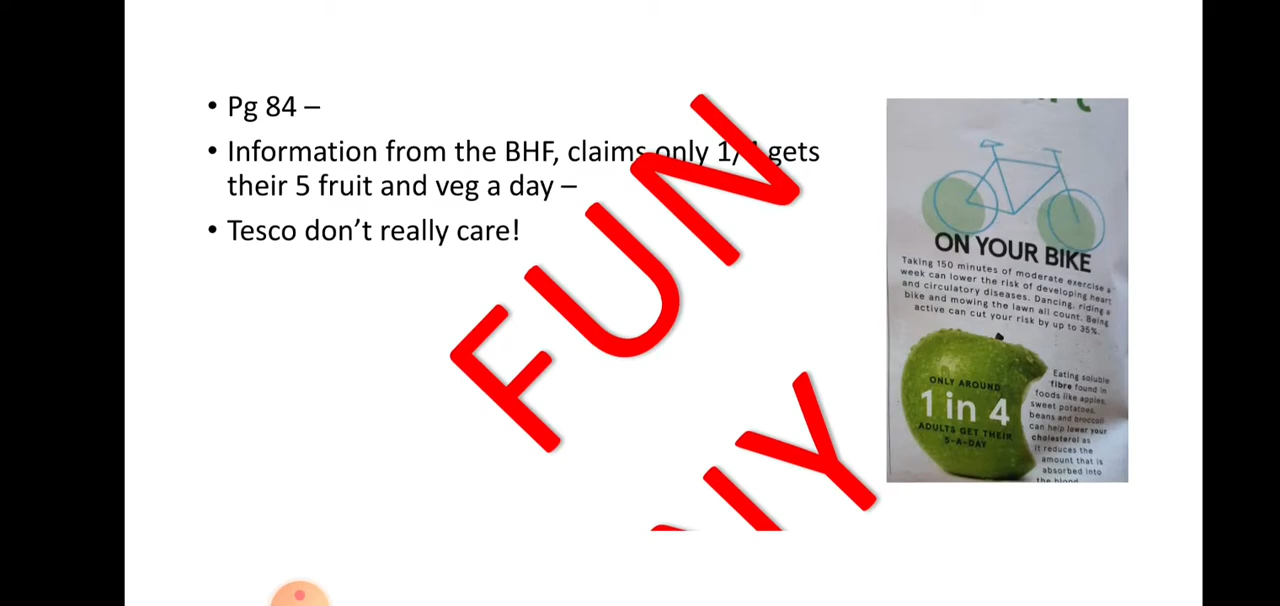 • Pg 84 –
• Information from the BHF, claims only 1/4 gets
their 5 fruit and veg a day –
• Tesco don't really care!
FUN
NY
ON YOUR BIKE
Taking 150 minutes of moderate exercise a
week can lower the risk of developing heart
and circulatory diseases. Dancing, riding a
bike and mowing the lawn all count. Being
active can cut your risk by up to 35%.
ONLY AROUND
1 in 4
ADULTS GET THEIR
5-A-DAY
Eating soluble
fibre found in
foods like apples,
sweet potatoes,
beans and broccoli
can help lower your
cholesterol as
it reduces the
amount that is
absorbed into
the blood